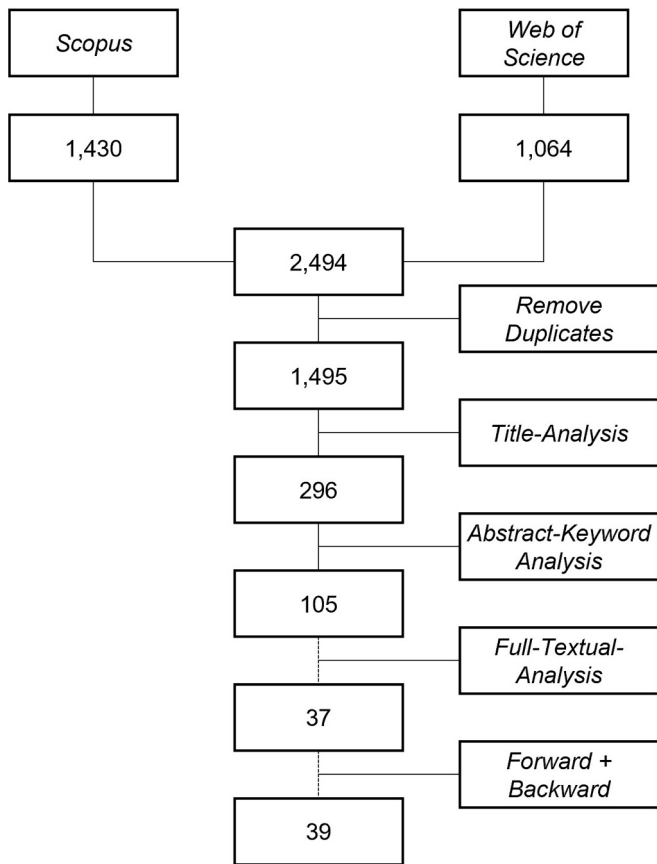 Scopus
Web of
Science
1,430
1,064
2,494
Remove
Duplicates
1,495
Title-Analysis
296
Abstract-Keyword
Analysis
105
Full-Textual-
Analysis
37
Forward +
Backward
39